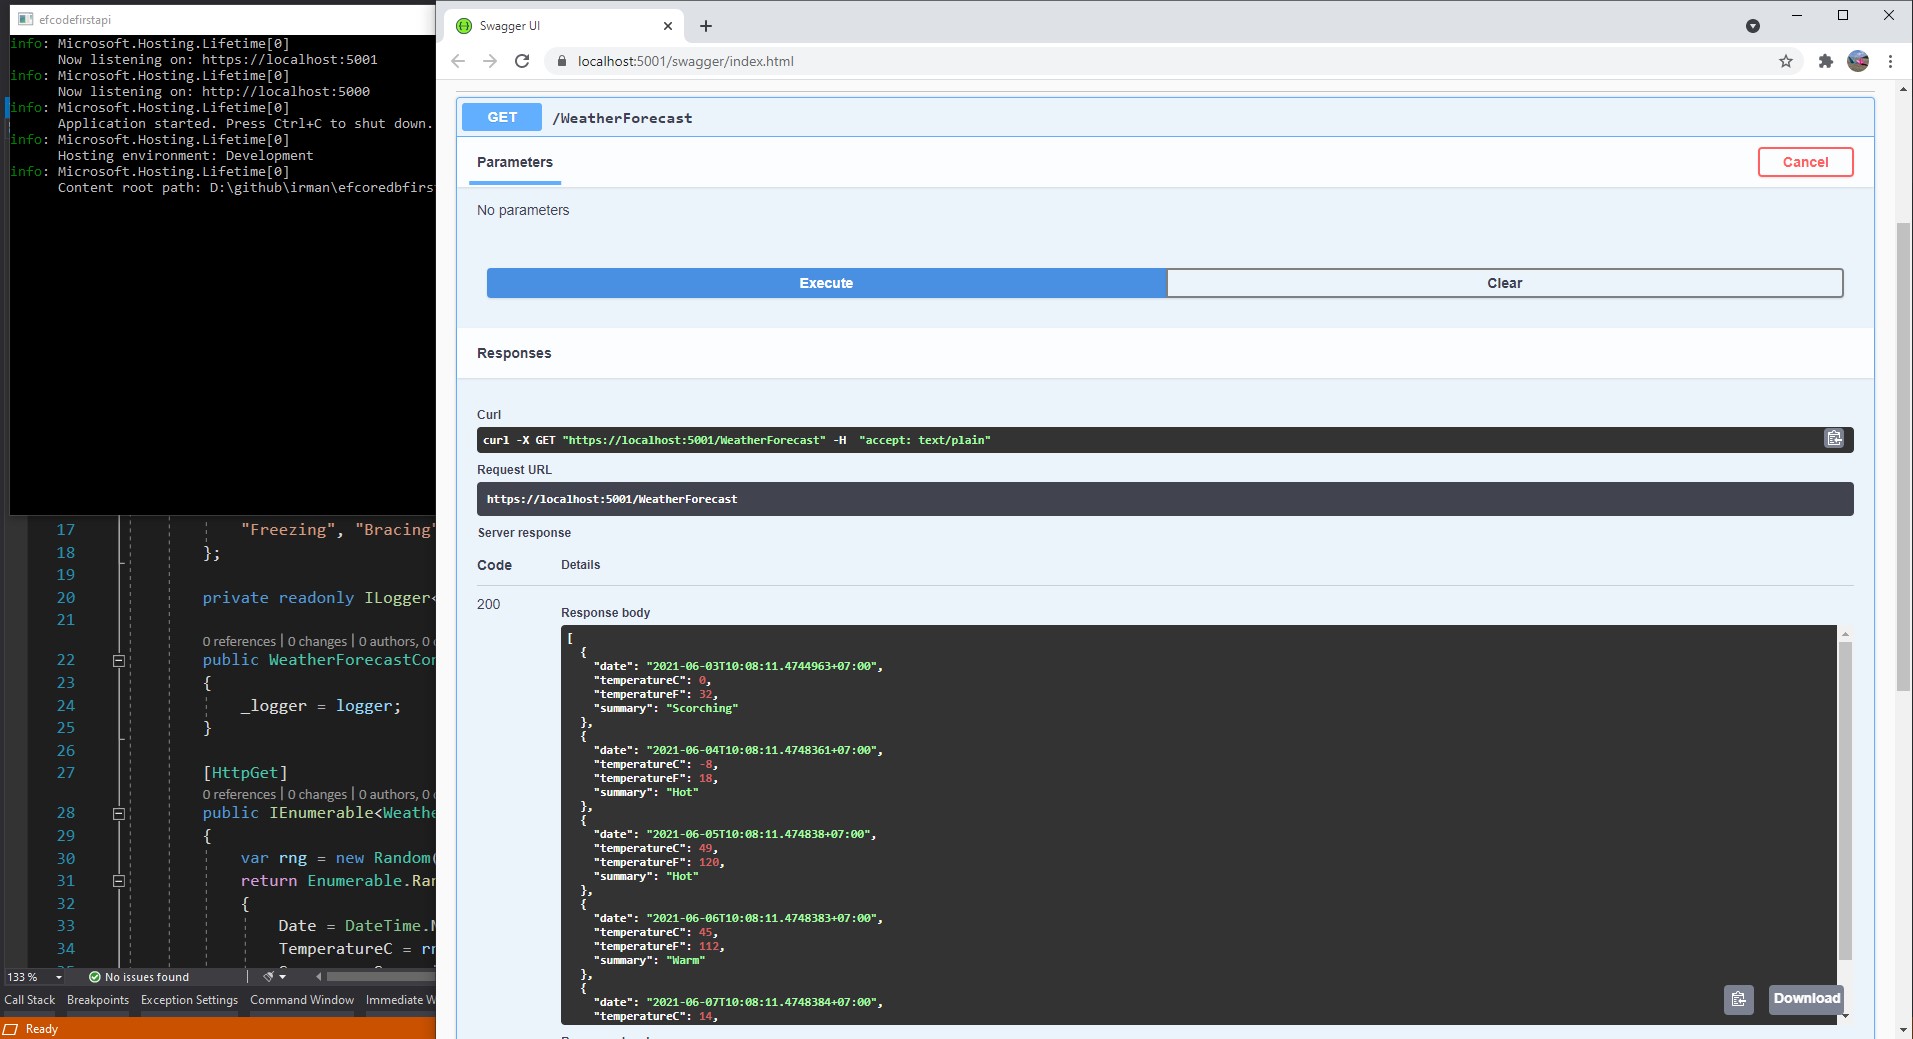 efcodefirstapi
info: Microsoft.Hosting.Lifetime[0]
Now listening on: https://localhost:5001
info: Microsoft.Hosting.Lifetime[0]
Now listening on: http://localhost:5000
info: Microsoft.Hosting.Lifetime[0]
Application started. Press Ctrl+C to shut down.
info: Microsoft.Hosting.Lifetime[0]
Hosting environment: Development
info: Microsoft.Hosting.Lifetime[0]
Content root path: D:\github\irman\efcoredbfirs
17 "Freezing", "Bracing"
18 };
19
20 private readonly ILogger<
21
0 references | 0 changes | 0 authors, 0
22 public WeatherForecastCon
23 {
24 _logger = logger;
25 }
26
27 [HttpGet]
0 references | 0 changes | 0 authors, 0
28 public IEnumerable<Weathe
29 {
30 var rng = new Random(
31 return Enumerable.Ran
32 {
33 Date = DateTime.N
34 TemperatureC = rn
133 %
No issues found
Call Stack Breakpoints Exception Settings Command Window Immediate W
Ready
Swagger UI
localhost:5001/swagger/index.html
GET /WeatherForecast
Parameters
Cancel
No parameters
Execute
Clear
Responses
Curl
curl -X GET "https://localhost:5001/WeatherForecast" -H  "accept: text/plain"
Request URL
https://localhost:5001/WeatherForecast
Server response
Code Details
200
Response body
[
{
"date": "2021-06-03T10:08:11.4744963+07:00",
"temperatureC": 0,
"temperatureF": 32,
"summary": "Scorching"
},
{
"date": "2021-06-04T10:08:11.4748361+07:00",
"temperatureC": -8,
"temperatureF": 18,
"summary": "Hot"
},
{
"date": "2021-06-05T10:08:11.474838+07:00",
"temperatureC": 49,
"temperatureF": 120,
"summary": "Hot"
},
{
"date": "2021-06-06T10:08:11.4748383+07:00",
"temperatureC": 45,
"temperatureF": 112,
"summary": "Warm"
},
{
"date": "2021-06-07T10:08:11.4748384+07:00",
"temperatureC": 14,
Download